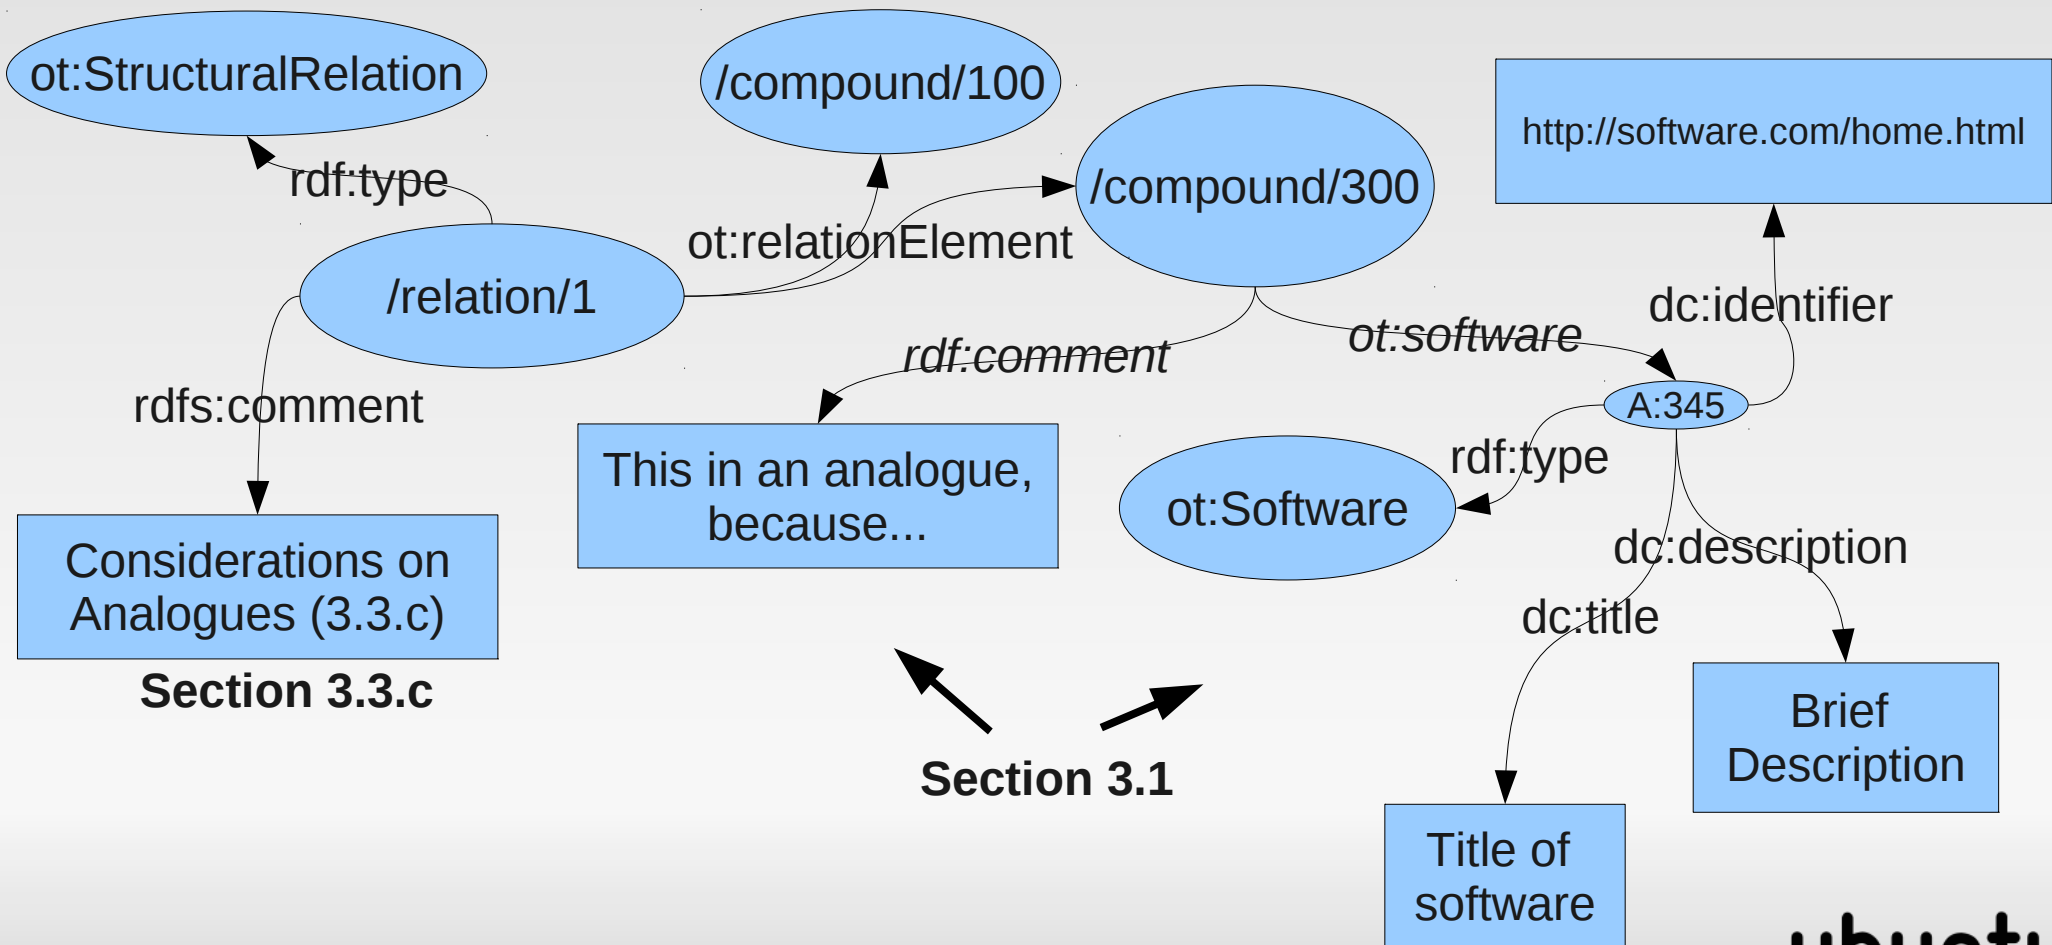 ot:StructuralRelation
/compound/100
http://software.com/home.html
rdf:type
/compound/300
ot:relationElement
/relation/1
dc:identifier
rdf:comment
ot:software
rdfs:comment
A:345
This in an analogue,
because...
rdf:type
ot:Software
Considerations on
Analogues (3.3.c)
dc:description
dc:title
Section 3.3.c
Brief
Description
Section 3.1
Title of
software